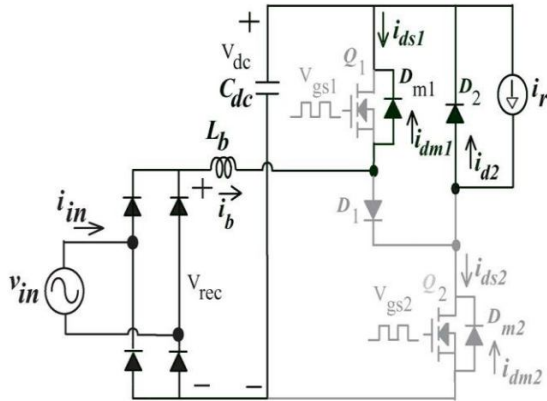 +
i_ds1
V_dc
Q_1
D_m1
D_2
C_dc
V_gs1
i_r
L_b
i_dm1
i_d2
+
i_b
i_in
D_1
V_rec
v_in
Q_2
i_ds2
V_gs2
D_m2
i_dm2
− −